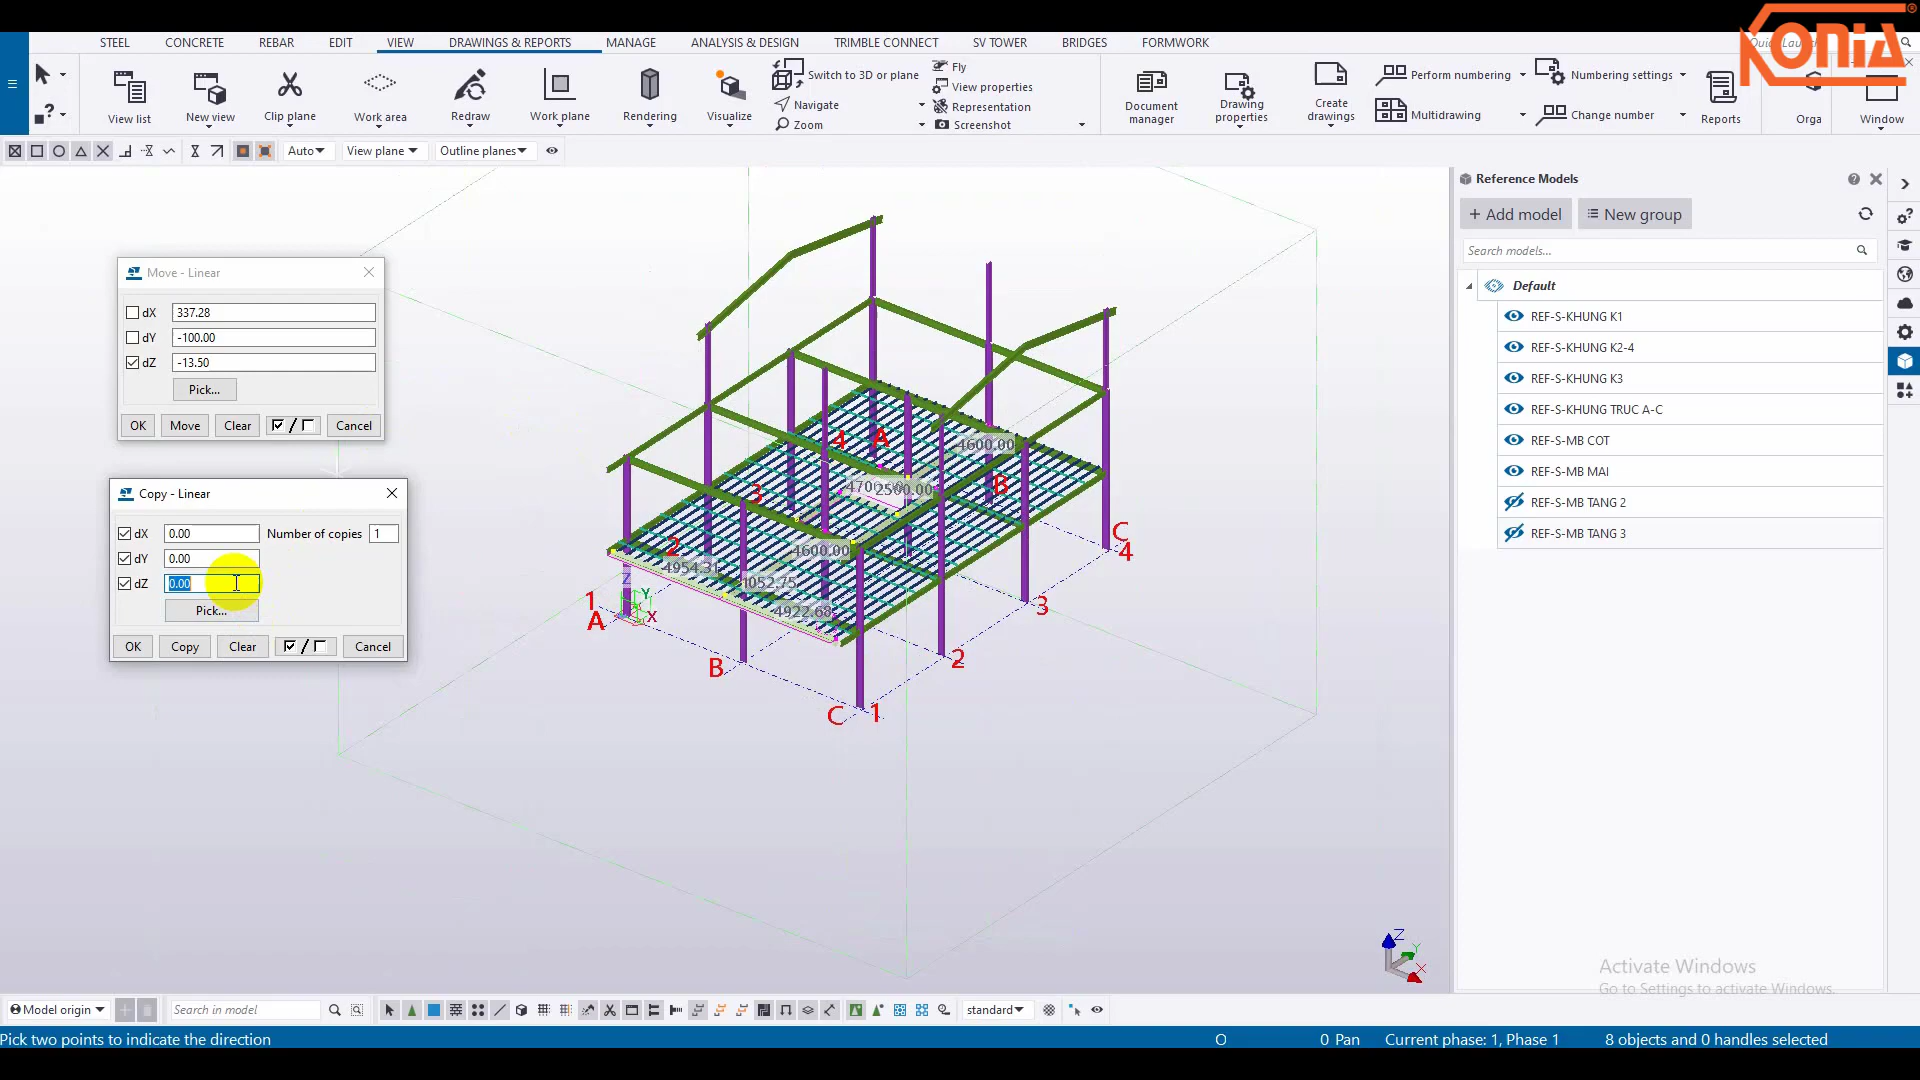 KONIA®
STEEL CONCRETE REBAR EDIT VIEW DRAWINGS & REPORTS MANAGE ANALYSIS & DESIGN TRIMBLE CONNECT SV TOWER BRIDGES FORMWORK
View list
New view
Clip plane
Work area
Redraw
Work plane
Rendering
Visualize
Switch to 3D or plane
Navigate
Zoom
Fly
View properties
Representation
Screenshot
Document
manager
Drawing
properties
Create
drawings
Perform numbering
Multidrawing
Numbering settings
Change number
Reports
Orga
Window
Auto
View plane
Outline planes
Move - Linear
dX 337.28
dY -100.00
dZ -13.50
Pick...
OK Move Clear / Cancel
Copy - Linear
dX 0.00 Number of copies 1
dY 0.00
dZ 0.00
Pick...
OK Copy Clear / Cancel
4 A
4600.00
2500.00
3
B
2
4600.00
4954.31
1052.75
4922.68
C
4
1
A
Z
Y
X
3
B
2
C 1
Reference Models
+ Add model
New group
Search models...
Default
REF-S-KHUNG K1
REF-S-KHUNG K2-4
REF-S-KHUNG K3
REF-S-KHUNG TRUC A-C
REF-S-MB COT
REF-S-MB MAI
REF-S-MB TANG 2
REF-S-MB TANG 3
Z
Y
X
Activate Windows
Go to Settings to activate Windows.
Model origin
Search in model
standard
Pick two points to indicate the direction
O
0 Pan
Current phase: 1, Phase 1
8 objects and 0 handles selected